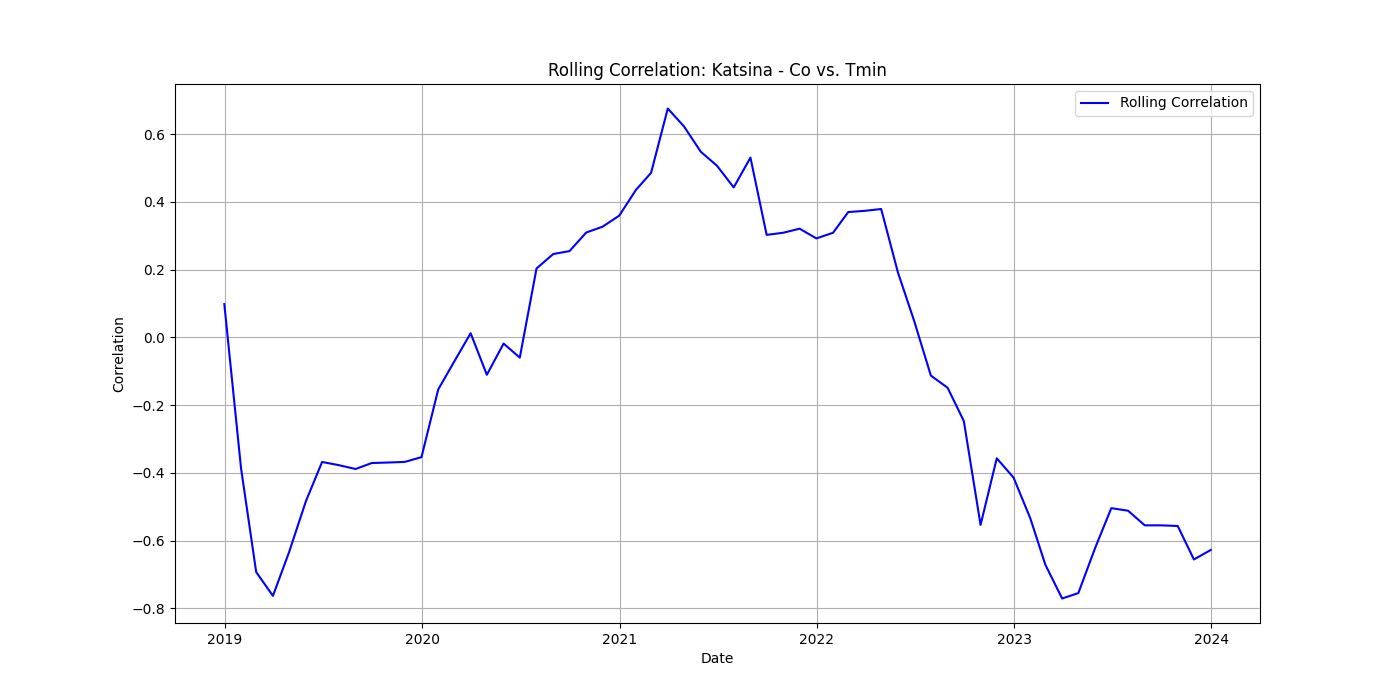 Rolling Correlation: Katsina - Co vs. Tmin
Rolling Correlation
0.6
0.4
0.2
0.0
−0.2
−0.4
−0.6
−0.8
Correlation
2019 2020 2021 2022 2023 2024
Date